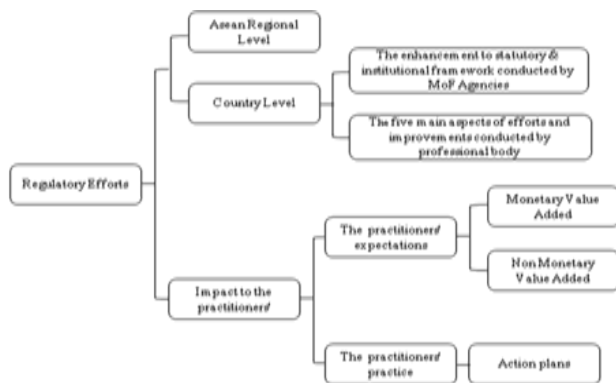 Asean Regional
Level
The enhancement to statutory &
institutional framework conducted by
MoF Agencies
Country Level
The five main aspects of efforts and
improvements conducted by
professional body
Regulatory Efforts
Monetary Value
Added
The practitioners'
expectations
Non Monetary
Value Added
Impact to the
practitioners'
The practitioners'
practice
Action plans